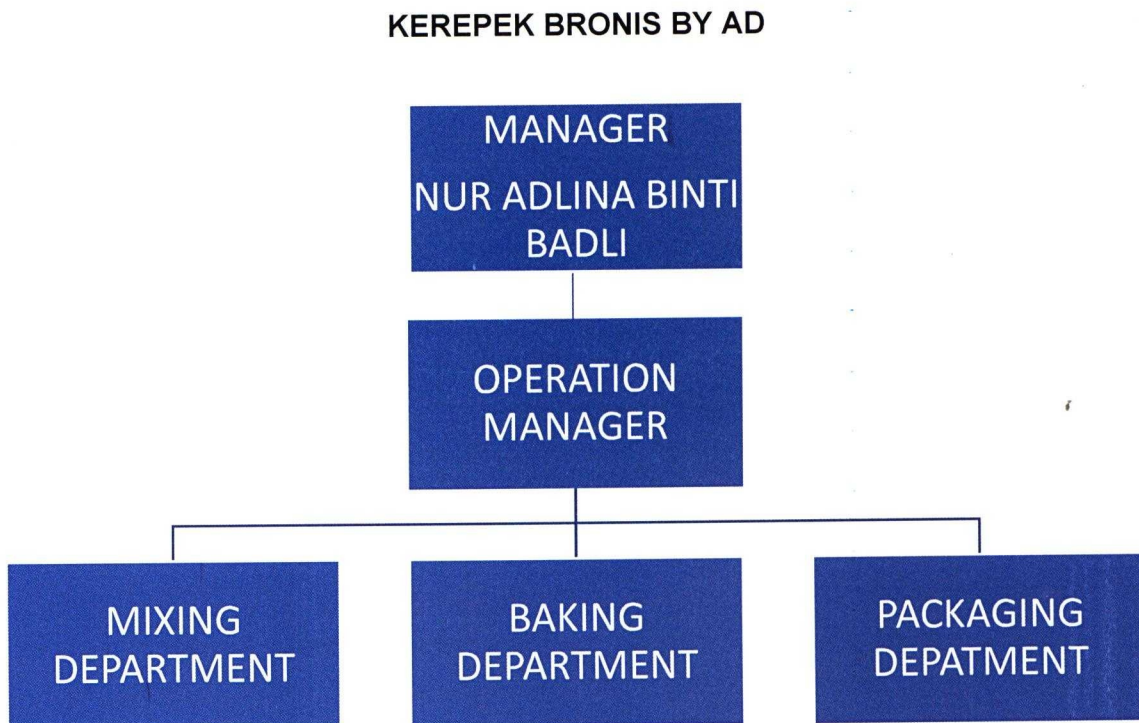 KEREPEK BRONIS BY AD
MANAGER
NUR ADLINA BINTI
BADLI
OPERATION
MANAGER
MIXING
DEPARTMENT
BAKING
DEPARTMENT
PACKAGING
DEPATMENT